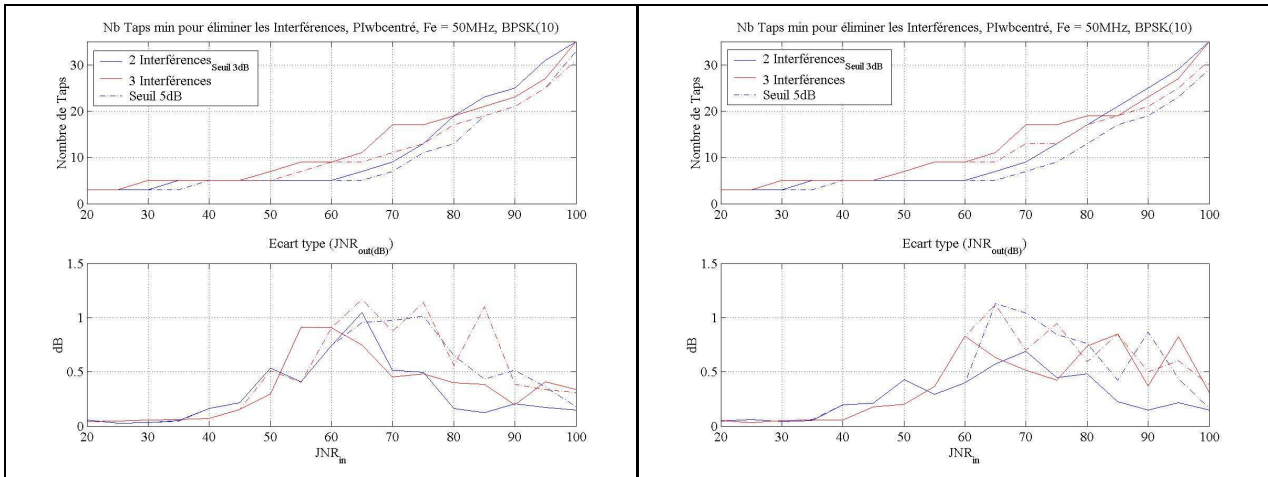 Nb Taps min pour éliminer les Interférences, PIwbcentré, Fe = 50MHz, BPSK(10)
Nombre de Taps
30
20
10
0
2 Interférences Seuil 3dB
3 Interférences
Seuil 5dB
20 30 40 50 60 70 80 90 100
Ecart type (JNR out(dB))
dB
1.5
1
0.5
0
20 30 40 50 60 70 80 90 100
JNR in
Nb Taps min pour éliminer les Interférences, PIwbcentré, Fe = 50MHz, BPSK(10)
Nombre de Taps
30
20
10
0
2 Interférences Seuil 3dB
3 Interférences
Seuil 5dB
20 30 40 50 60 70 80 90 100
Ecart type (JNR out(dB))
dB
1.5
1
0.5
0
20 30 40 50 60 70 80 90 100
JNR in